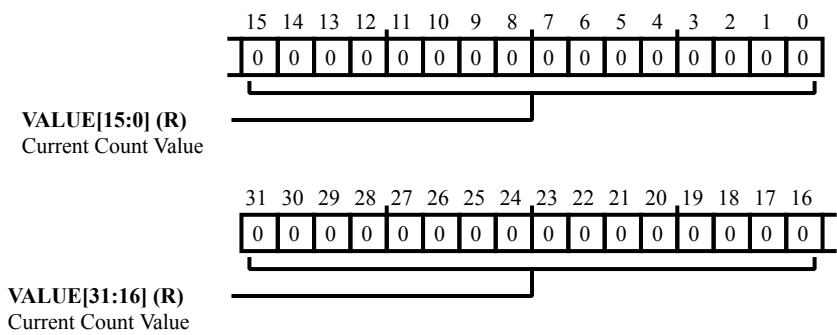 15 14 13 12 11 10 9 8 7 6 5 4 3 2 1 0
0 0 0 0 0 0 0 0 0 0 0 0 0 0 0 0
VALUE[15:0] (R)
Current Count Value
31 30 29 28 27 26 25 24 23 22 21 20 19 18 17 16
0 0 0 0 0 0 0 0 0 0 0 0 0 0 0 0
VALUE[31:16] (R)
Current Count Value